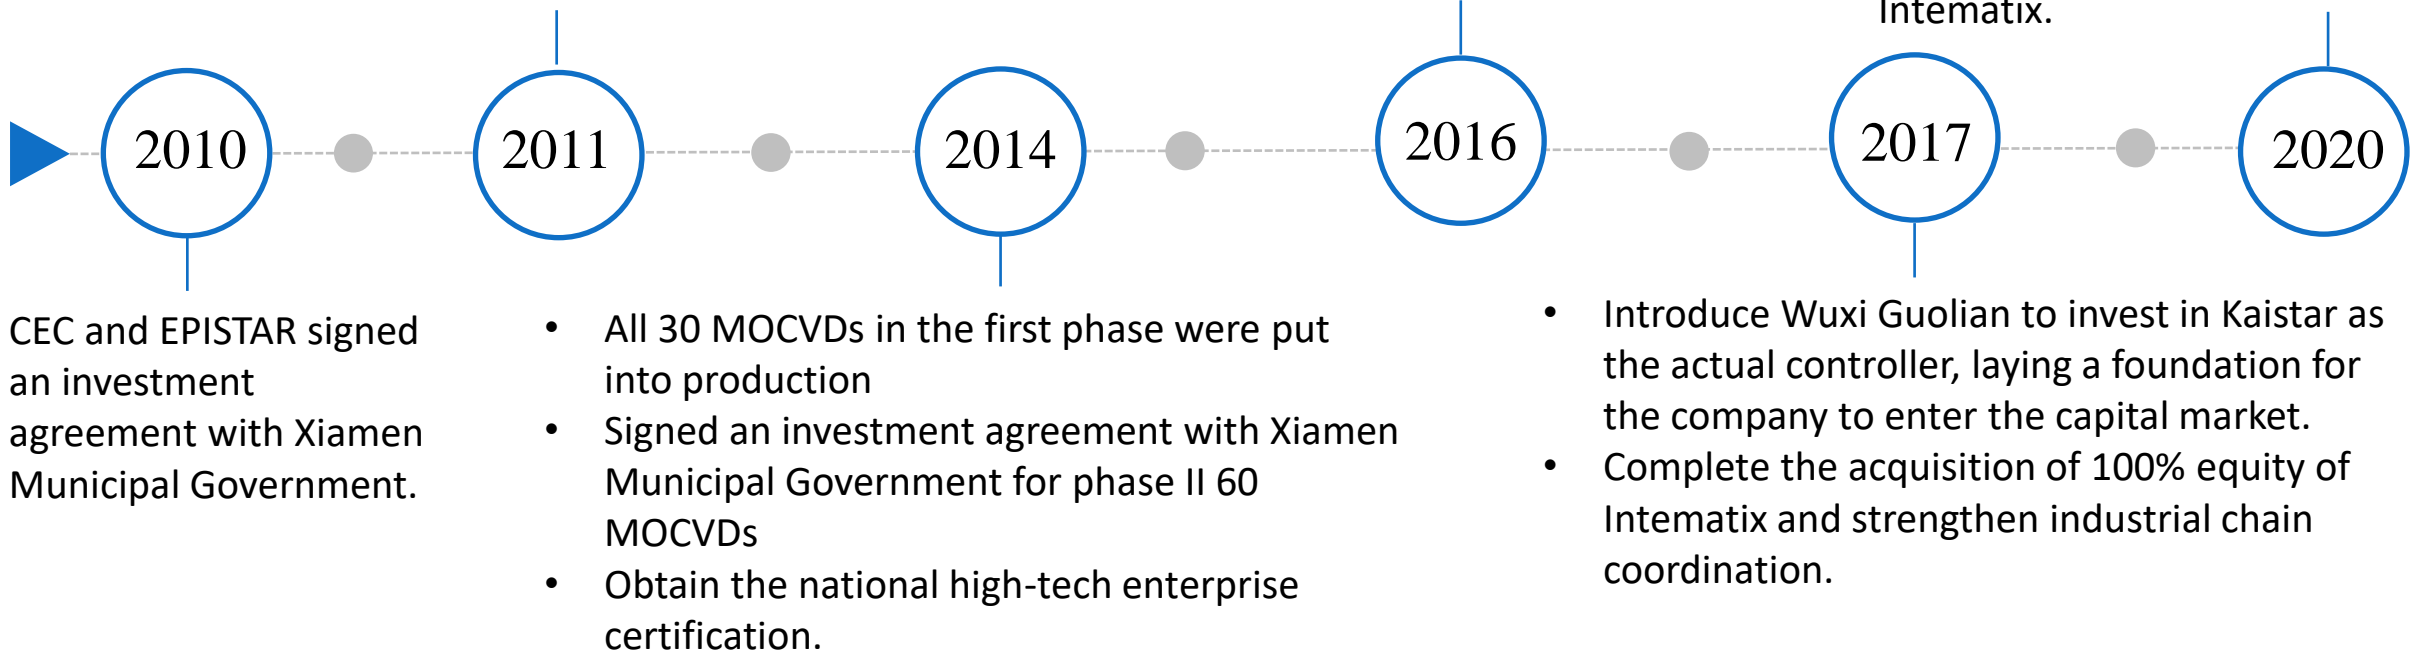 Intematix.
2010
2011
2014
2016
2017
2020
CEC and EPISTAR signed
an investment
agreement with Xiamen
Municipal Government.
• All 30 MOCVDs in the first phase were put
into production
• Signed an investment agreement with Xiamen
Municipal Government for phase II 60
MOCVDs
• Obtain the national high-tech enterprise
certification.
• Introduce Wuxi Guolian to invest in Kaistar as
the actual controller, laying a foundation for
the company to enter the capital market.
• Complete the acquisition of 100% equity of
Intematix and strengthen industrial chain
coordination.